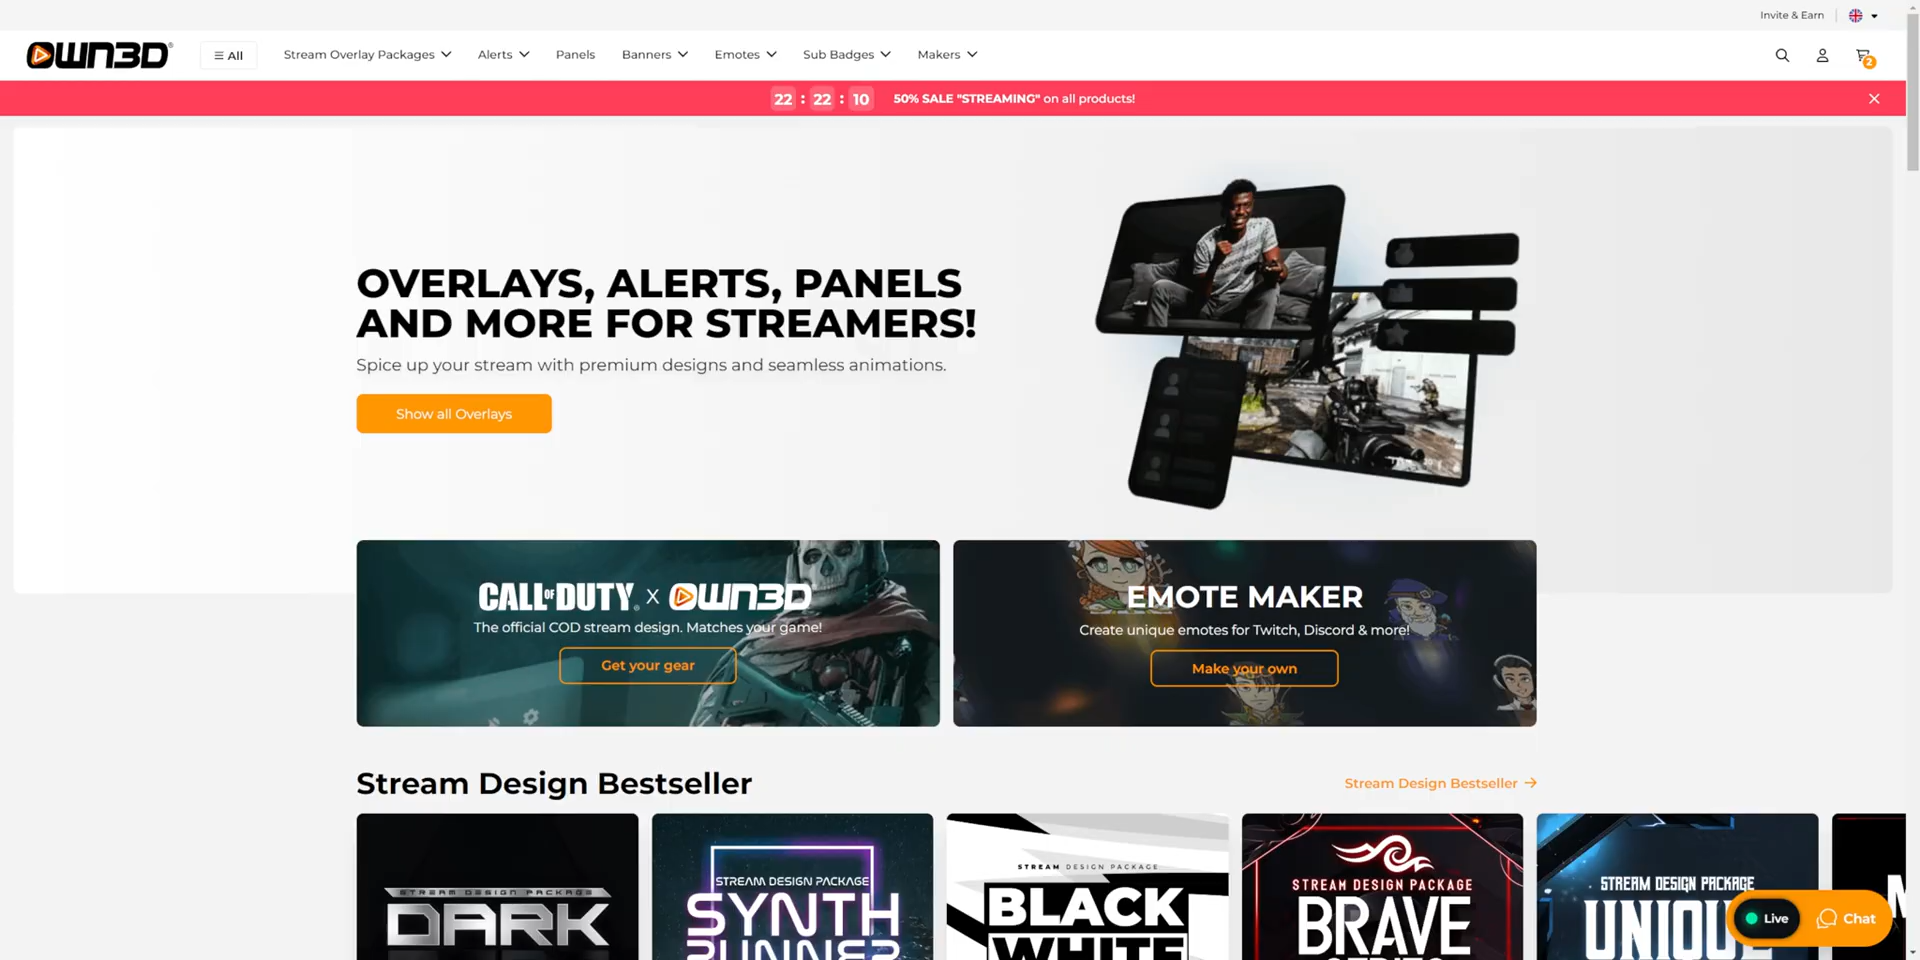 Invite & Earn
OWN3D®
All
Stream Overlay Packages
Alerts
Panels
Banners
Emotes
Sub Badges
Makers
2
22 : 22 : 10
50% SALE "STREAMING" on all products!
OVERLAYS, ALERTS, PANELS
AND MORE FOR STREAMERS!
Spice up your stream with premium designs and seamless animations.
Show all Overlays
CALL OF DUTY X OWN3D
The official COD stream design. Matches your game!
Get your gear
EMOTE MAKER
Create unique emotes for Twitch, Discord & more!
Make your own
Stream Design Bestseller
Stream Design Bestseller →
STREAM DESIGN PACKAGE
DARK
STREAM DESIGN PACKAGE
SYNTH
RUNNER
STREAM DESIGN PACKAGE
BLACK
WHITE
STREAM DESIGN PACKAGE
BRAVE
SERIES
STREAM DESIGN PACKAGE
UNIQU
Live
Chat